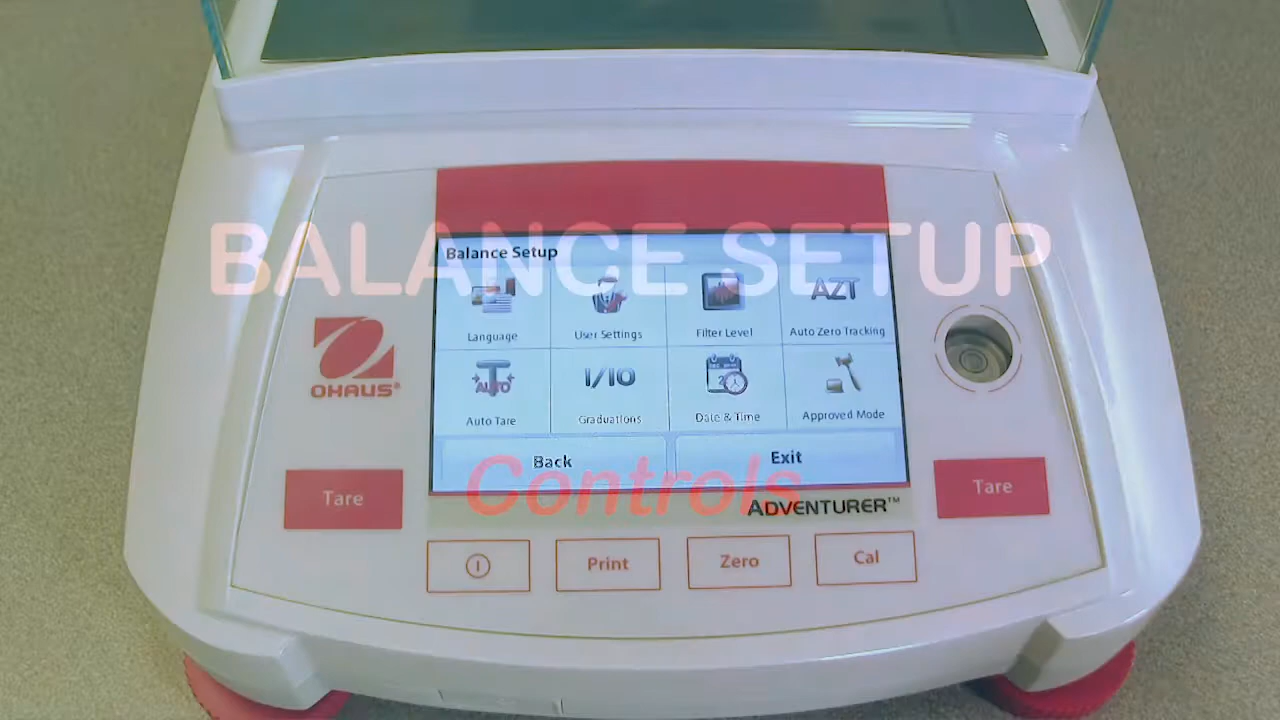 BALANCE SETUP
Balance Setup
Language
User Settings
Filter Level
AZT
Auto Zero Tracking
AUTO
Auto Tare
1/10
Graduations
Date & Time
Approved Mode
Back
Exit
Controls
OHAUS®
Tare
Tare
ADVENTURER™
Print
Zero
Cal